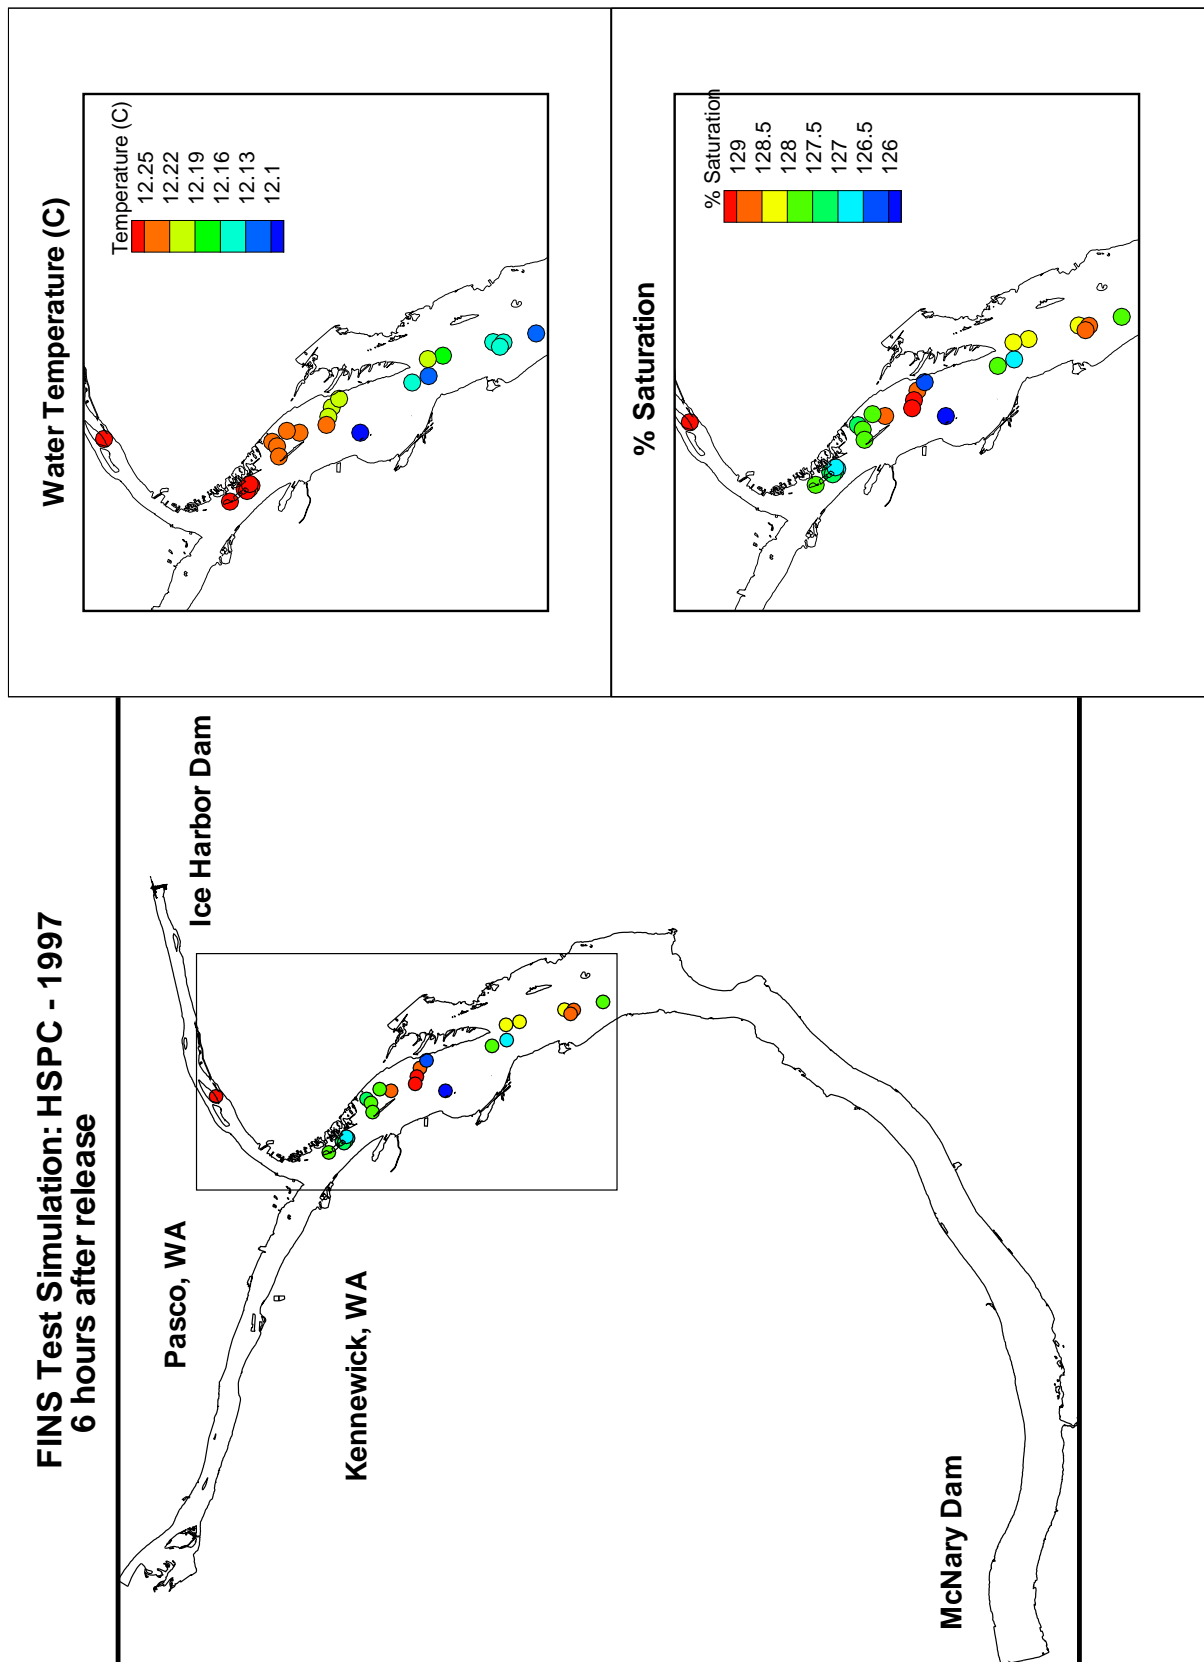 FINS Test Simulation: HSPC - 1997
6 hours after release
Ice Harbor Dam
Pasco, WA
Kennewick, WA
McNary Dam
Water Temperature (C)
Temperature (C)
12.25
12.22
12.19
12.16
12.13
12.1
% Saturation
% Saturation
129
128.5
128
127.5
127
126.5
126